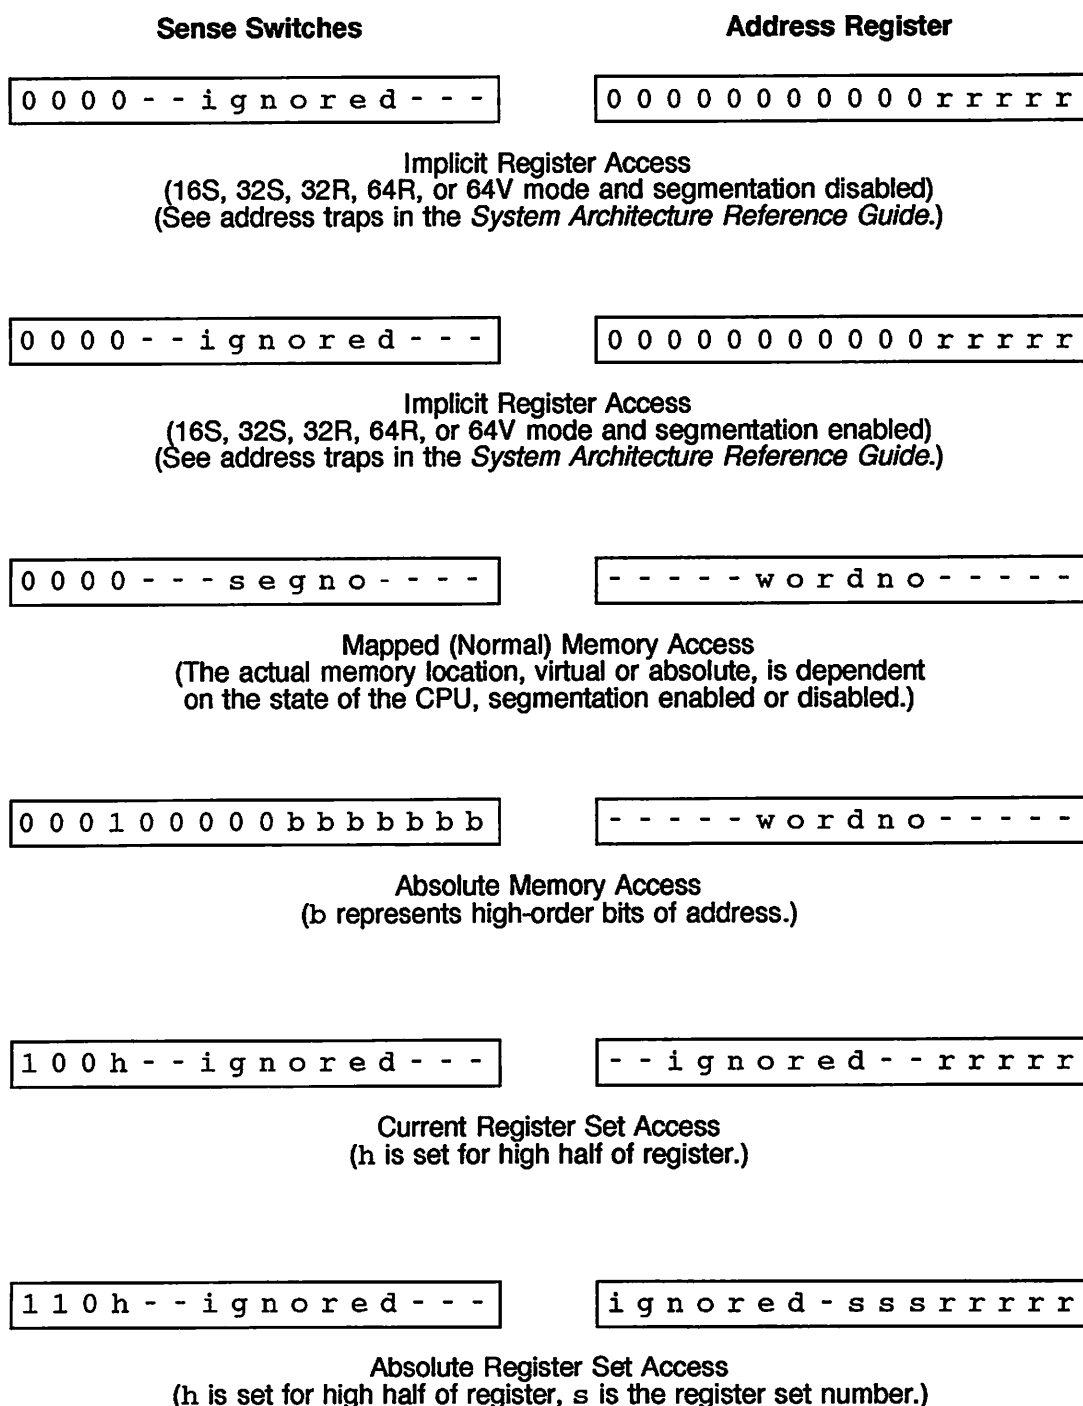 Sense Switches Address Register
0 0 0 0 - - i g n o r e d - - - 0 0 0 0 0 0 0 0 0 0 0 r r r r r
Implicit Register Access
(16S, 32S, 32R, 64R, or 64V mode and segmentation disabled)
(See address traps in the System Architecture Reference Guide.)
0 0 0 0 - - i g n o r e d - - - 0 0 0 0 0 0 0 0 0 0 0 r r r r r
Implicit Register Access
(16S, 32S, 32R, 64R, or 64V mode and segmentation enabled)
(See address traps in the System Architecture Reference Guide.)
0 0 0 0 - - - s e g n o - - - - - - - - - w o r d n o - - - - -
Mapped (Normal) Memory Access
(The actual memory location, virtual or absolute, is dependent
on the state of the CPU, segmentation enabled or disabled.)
0 0 0 1 0 0 0 0 0 b b b b b b b - - - - - w o r d n o - - - - -
Absolute Memory Access
(b represents high-order bits of address.)
1 0 0 h - - i g n o r e d - - - - - i g n o r e d - - r r r r r
Current Register Set Access
(h is set for high half of register.)
1 1 0 h - - i g n o r e d - - - i g n o r e d - s s s r r r r r
Absolute Register Set Access
(h is set for high half of register, s is the register set number.)